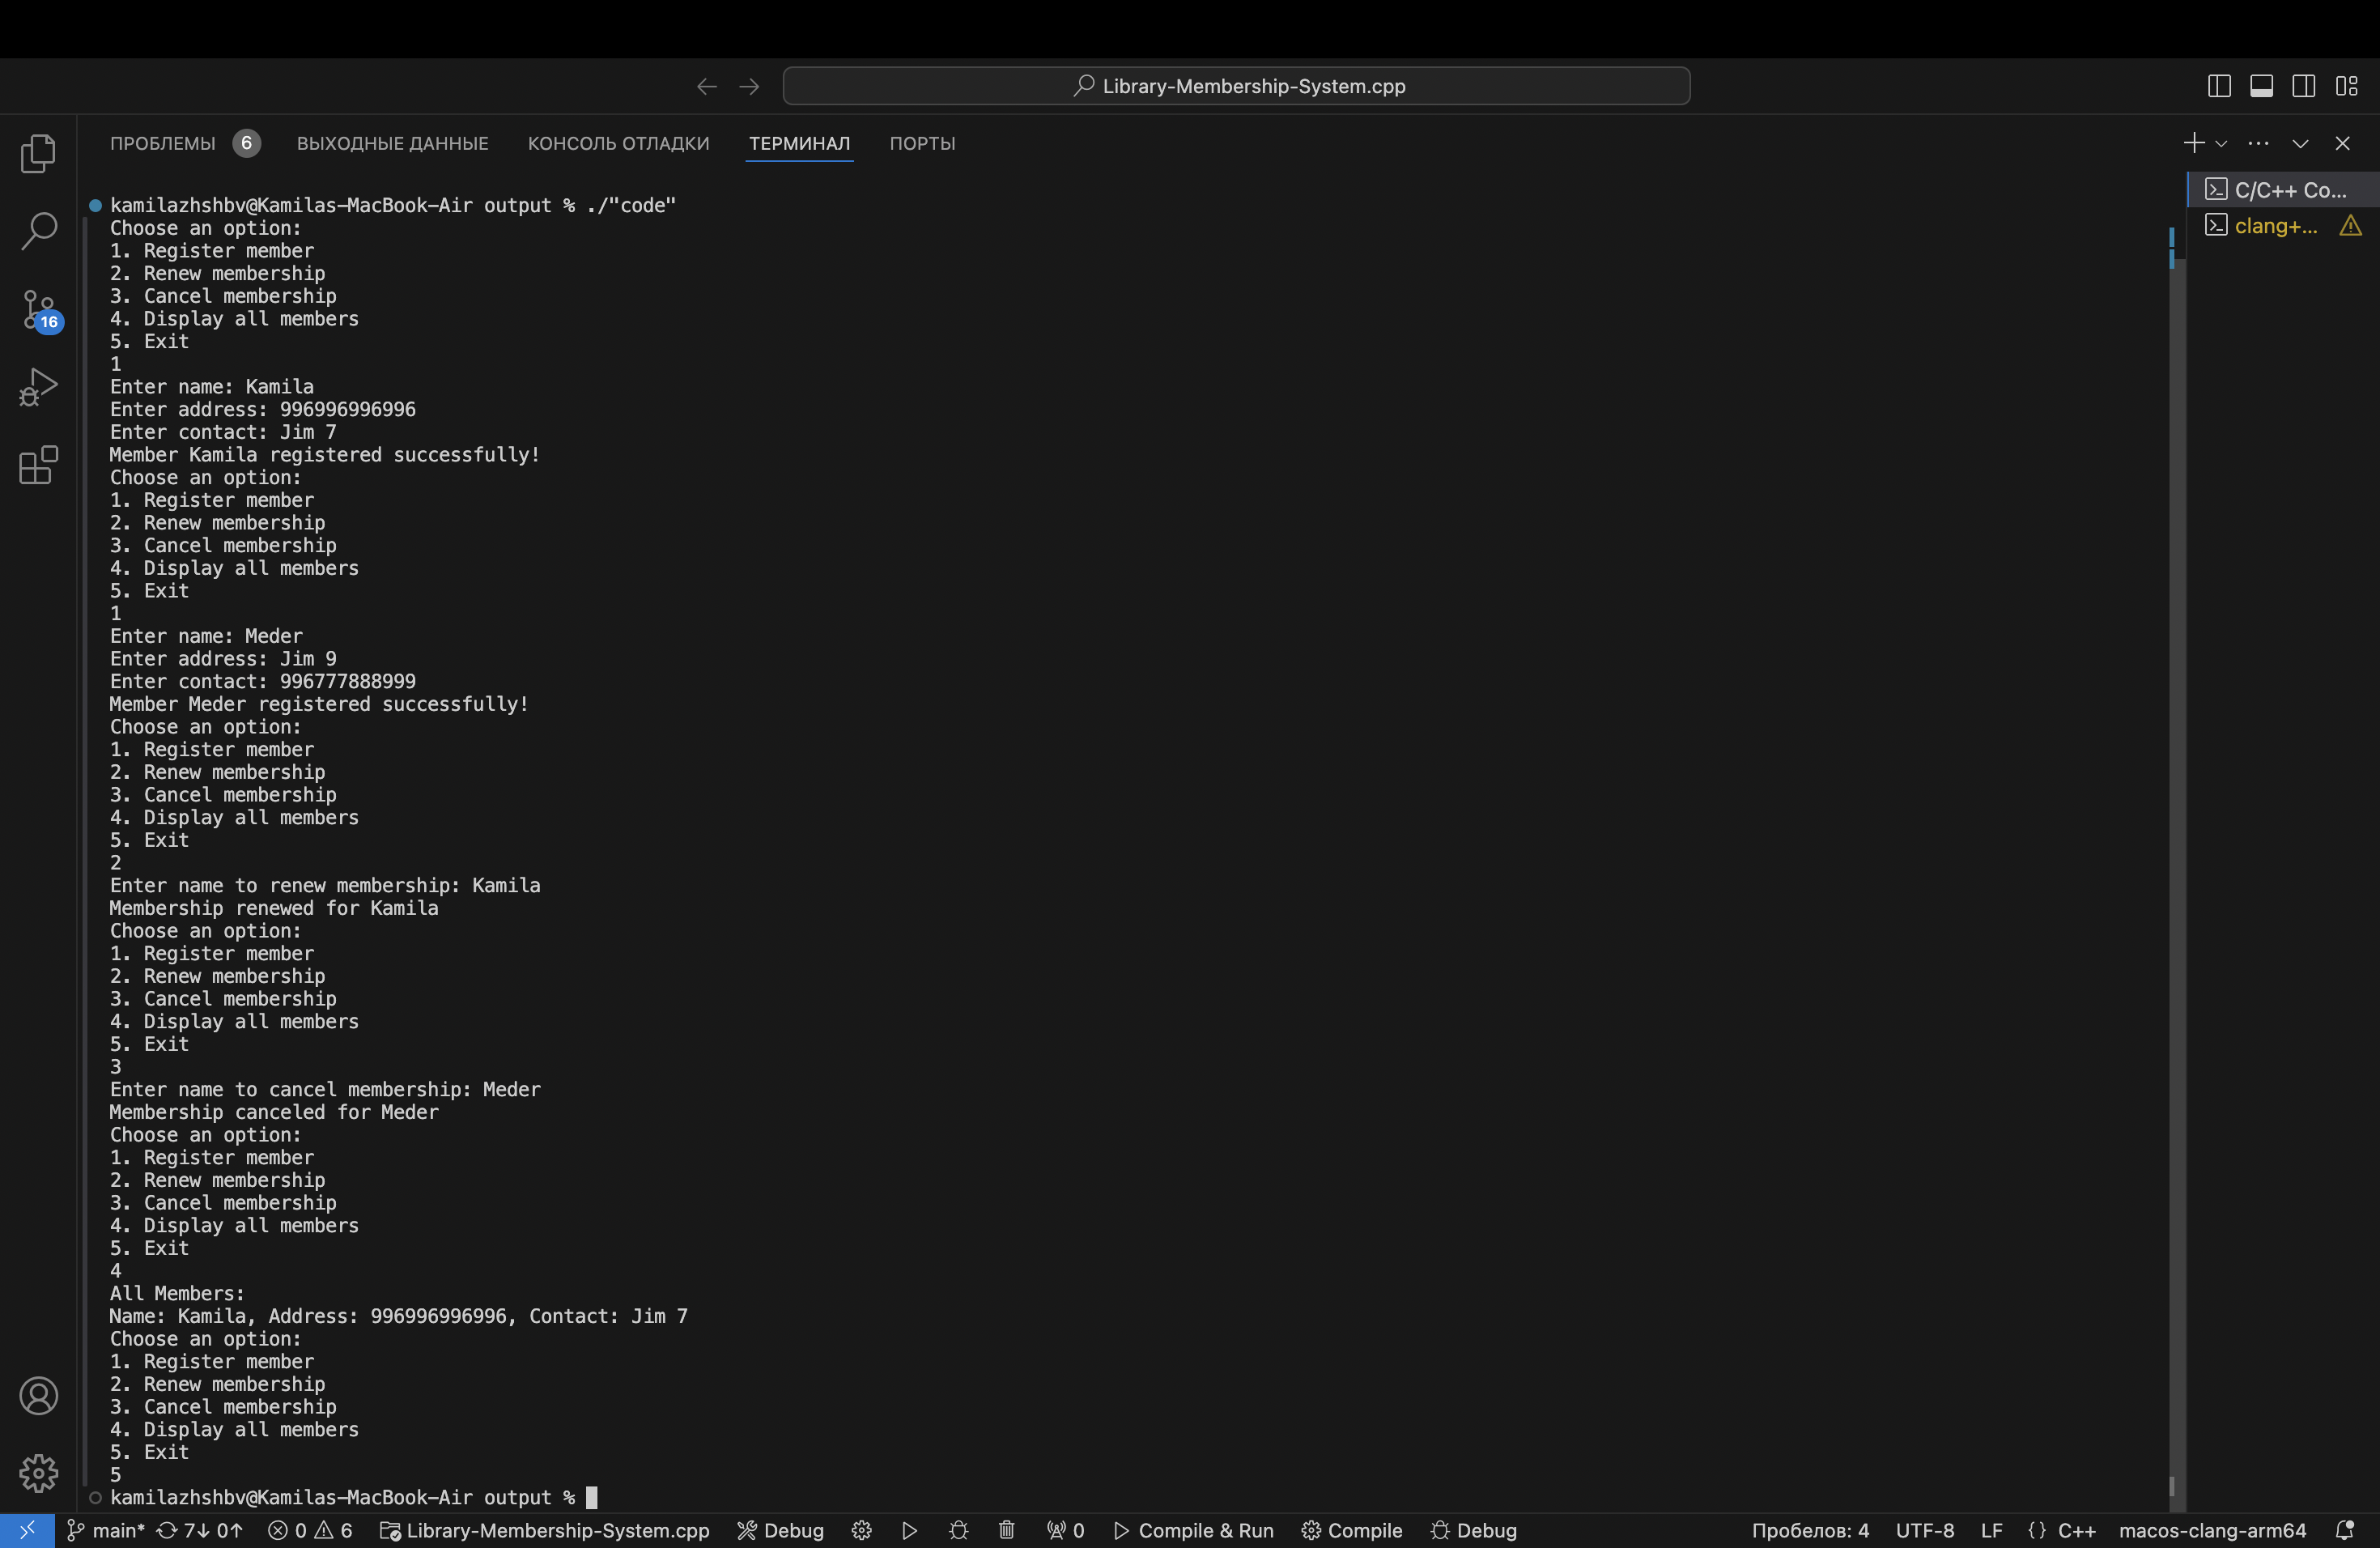 Library-Membership-System.cpp
ПРОБЛЕМЫ 6 ВЫХОДНЫЕ ДАННЫЕ КОНСОЛЬ ОТЛАДКИ ТЕРМИНАЛ ПОРТЫ
C/C++ Co...
clang+...
16
kamilazhshbv@Kamilas-MacBook-Air output % ./"code"
Choose an option:
1. Register member
2. Renew membership
3. Cancel membership
4. Display all members
5. Exit
1
Enter name: Kamila
Enter address: 996996996996
Enter contact: Jim 7
Member Kamila registered successfully!
Choose an option:
1. Register member
2. Renew membership
3. Cancel membership
4. Display all members
5. Exit
1
Enter name: Meder
Enter address: Jim 9
Enter contact: 996777888999
Member Meder registered successfully!
Choose an option:
1. Register member
2. Renew membership
3. Cancel membership
4. Display all members
5. Exit
2
Enter name to renew membership: Kamila
Membership renewed for Kamila
Choose an option:
1. Register member
2. Renew membership
3. Cancel membership
4. Display all members
5. Exit
3
Enter name to cancel membership: Meder
Membership canceled for Meder
Choose an option:
1. Register member
2. Renew membership
3. Cancel membership
4. Display all members
5. Exit
4
All Members:
Name: Kamila, Address: 996996996996, Contact: Jim 7
Choose an option:
1. Register member
2. Renew membership
3. Cancel membership
4. Display all members
5. Exit
5
kamilazhshbv@Kamilas-MacBook-Air output %
main* 7↓ 0↑ 0 6 Library-Membership-System.cpp Debug 0 Compile & Run Compile Debug Пробелов: 4 UTF-8 LF {} C++ macos-clang-arm64